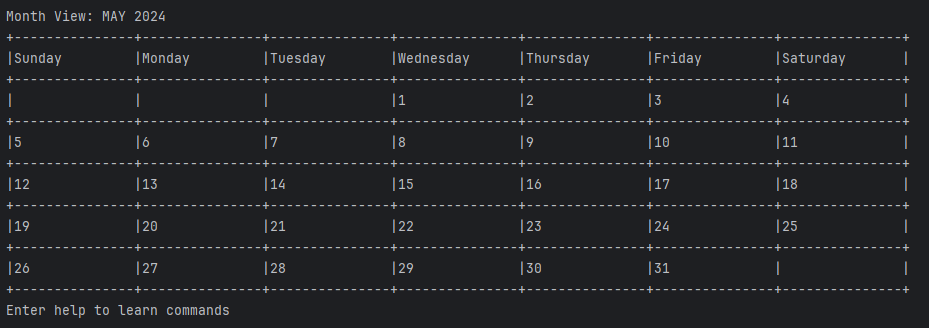 Month View: MAY 2024
+---------------+---------------+---------------+---------------+---------------+---------------+---------------+
|Sunday         |Monday         |Tuesday        |Wednesday      |Thursday       |Friday         |Saturday       |
+---------------+---------------+---------------+---------------+---------------+---------------+---------------+
|               |               |               |1              |2              |3              |4              |
+---------------+---------------+---------------+---------------+---------------+---------------+---------------+
|5              |6              |7              |8              |9              |10             |11             |
+---------------+---------------+---------------+---------------+---------------+---------------+---------------+
|12             |13             |14             |15             |16             |17             |18             |
+---------------+---------------+---------------+---------------+---------------+---------------+---------------+
|19             |20             |21             |22             |23             |24             |25             |
+---------------+---------------+---------------+---------------+---------------+---------------+---------------+
|26             |27             |28             |29             |30             |31             |               |
+---------------+---------------+---------------+---------------+---------------+---------------+---------------+
Enter help to learn commands